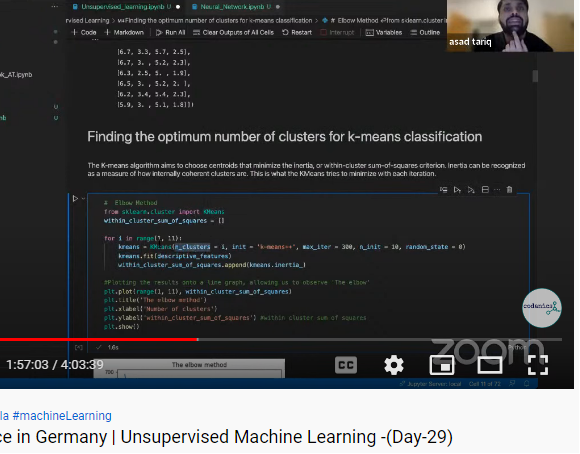 Unsupervised_learning.ipynb U
Neural_Network.ipynb U
rvised Learning > Finding the optimum number of clusters for k-means classification > # Elbow Method from sklearn.cluster i
+ Code + Markdown Run All Clear Outputs of All Cells Restart Interrupt Variables Outline
asad tariq
k_AT.ipynb
U
nb U
[6.7, 3.3, 5.7, 2.5],
[6.7, 3. , 5.2, 2.3],
[6.3, 2.5, 5. , 1.9],
[6.5, 3. , 5.2, 2. ],
[6.2, 3.4, 5.4, 2.3],
[5.9, 3. , 5.1, 1.8]])
Finding the optimum number of clusters for k-means classification
The K-means algorithm aims to choose centroids that minimize the inertia, or within-cluster sum-of-squares criterion. Inertia can be recognized
as a measure of how internally coherent clusters are. This is what the KMeans tries to minimize with each iteration.
# Elbow Method
from sklearn.cluster import KMeans
within_cluster_sum_of_squares = []
for i in range(1, 11):
kmeans = KMeans(n_clusters = i, init = 'k-means++', max_iter = 300, n_init = 10, random_state = 0)
kmeans.fit(descriptive_features)
within_cluster_sum_of_squares.append(kmeans.inertia_)
#Plotting the results onto a line graph, allowing us to observe 'The elbow'
plt.plot(range(1, 11), within_cluster_sum_of_squares)
plt.title('The elbow method')
plt.xlabel('Number of clusters')
plt.ylabel('within_cluster_sum_of_squares') #within cluster sum of squares
plt.show()
codanics
1.6s
Python
zoom
1:57:03 / 4:03:39
CC
The elbow method
700
Jupyter Server: local Cell 11 of 72
la #machineLearning
ce in Germany | Unsupervised Machine Learning -(Day-29)